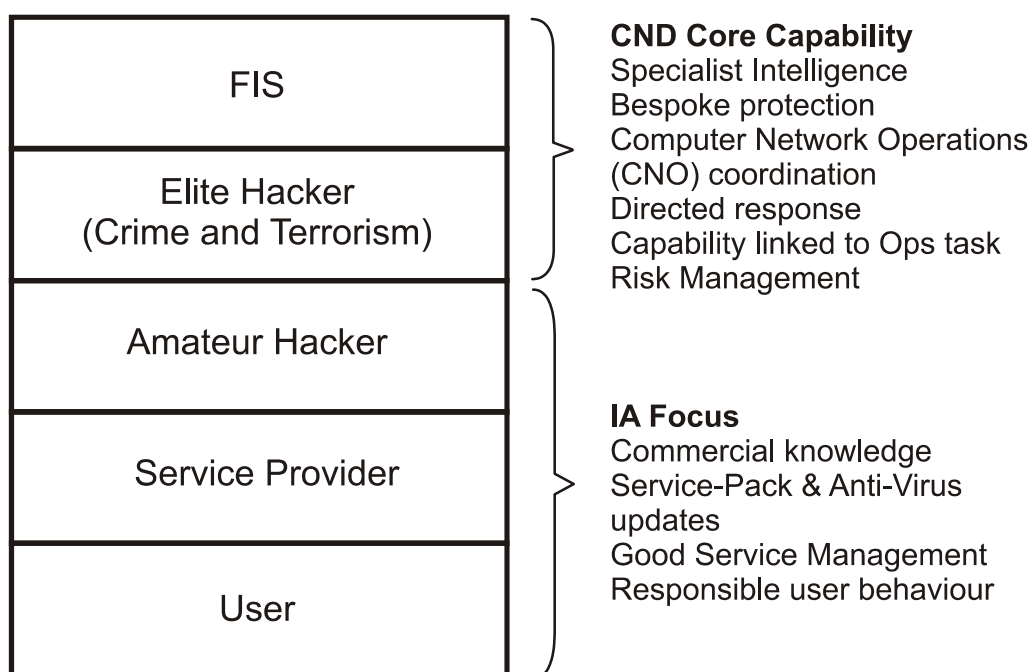 FIS
Elite Hacker
(Crime and Terrorism)
Amateur Hacker
Service Provider
User
CND Core Capability
Specialist Intelligence
Bespoke protection
Computer Network Operations
(CNO) coordination
Directed response
Capability linked to Ops task
Risk Management
IA Focus
Commercial knowledge
Service-Pack & Anti-Virus
updates
Good Service Management
Responsible user behaviour